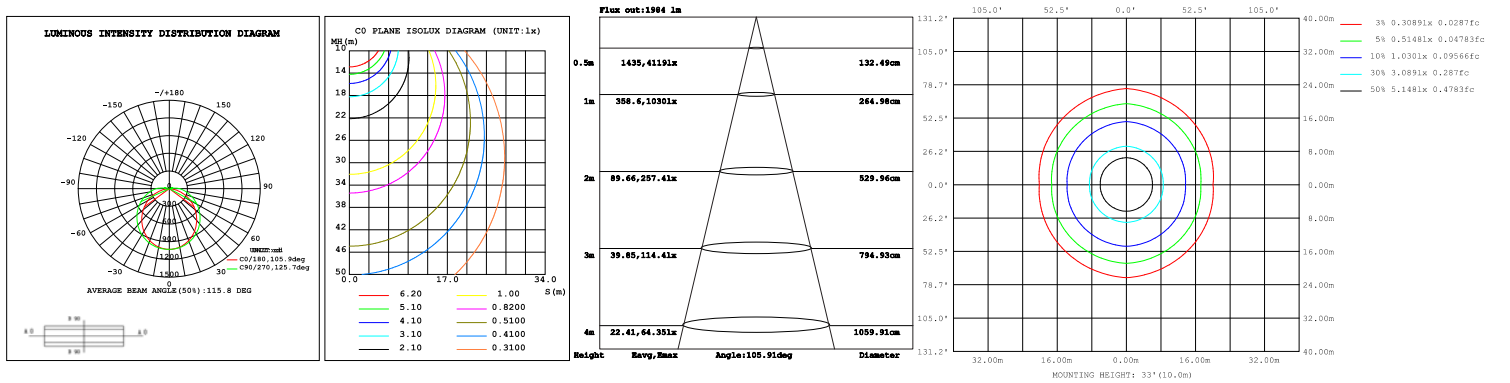 LUMINOUS INTENSITY DISTRIBUTION DIAGRAM
-/+180
-150 150
-120 120
-90 90
-60 60
-30 30
0
0
300
600
900
1200
1500
UNIT:cd
C0/180,105.9deg
C90/270,125.7deg
AVERAGE BEAM ANGLE(50%):115.8 DEG
C0 PLANE ISOLUX DIAGRAM (UNIT:lx)
MH(m)
10
14
18
22
26
30
34
38
42
46
50
0.0 17.0 34.0
S(m)
6.20 1.00
5.10 0.8200
4.10 0.5100
3.10 0.4100
2.10 0.3100
Flux out:1984 lm
0.5m 1435,4119lx 132.49cm
1m 358.6,1030lx 264.98cm
2m 89.66,257.4lx 529.96cm
3m 39.85,114.4lx 794.93cm
4m 22.41,64.35lx 1059.91cm
Height Eavg,Emax Angle:105.91deg Diameter
105.0' 52.5' 0.0' 52.5' 105.0'
131.2' 40.00m
105.0' 32.00m
78.7' 24.00m
52.5' 16.00m
26.2' 8.00m
0.0' 0.00m
26.2' 8.00m
52.5' 16.00m
78.7' 24.00m
105.0' 32.00m
131.2' 40.00m
32.00m 16.00m 0.00m 16.00m 32.00m
MOUNTING HEIGHT: 33'(10.0m)
3% 0.3089lx 0.0287fc
5% 0.5148lx 0.04783fc
10% 1.030lx 0.09566fc
30% 3.089lx 0.287fc
50% 5.148lx 0.4783fc